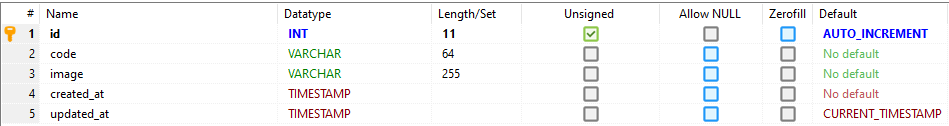 # Name Datatype Length/Set Unsigned Allow NULL Zerofill Default
1 id INT 11 AUTO_INCREMENT
2 code VARCHAR 64 No default
3 image VARCHAR 255 No default
4 created_at TIMESTAMP No default
5 updated_at TIMESTAMP CURRENT_TIMESTAMP